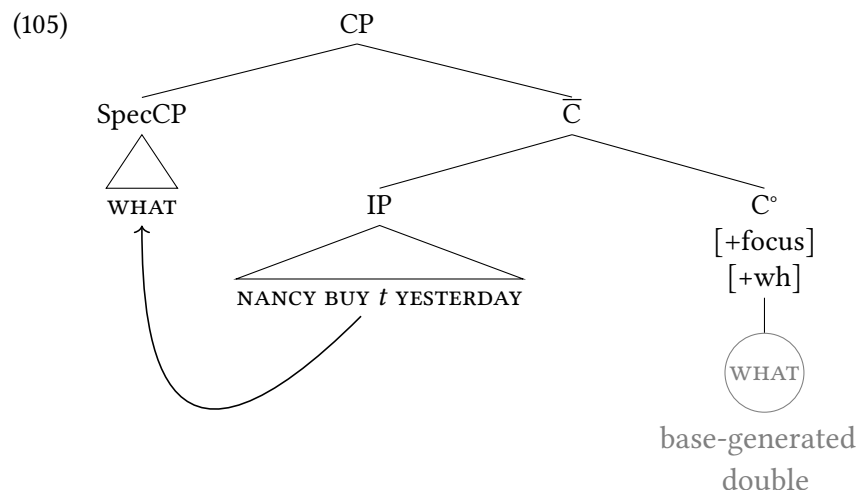 (105) CP
SpecCP C̅
WHAT IP C°
[+focus]
NANCY BUY t YESTERDAY [+wh]
WHAT
base-generated
double